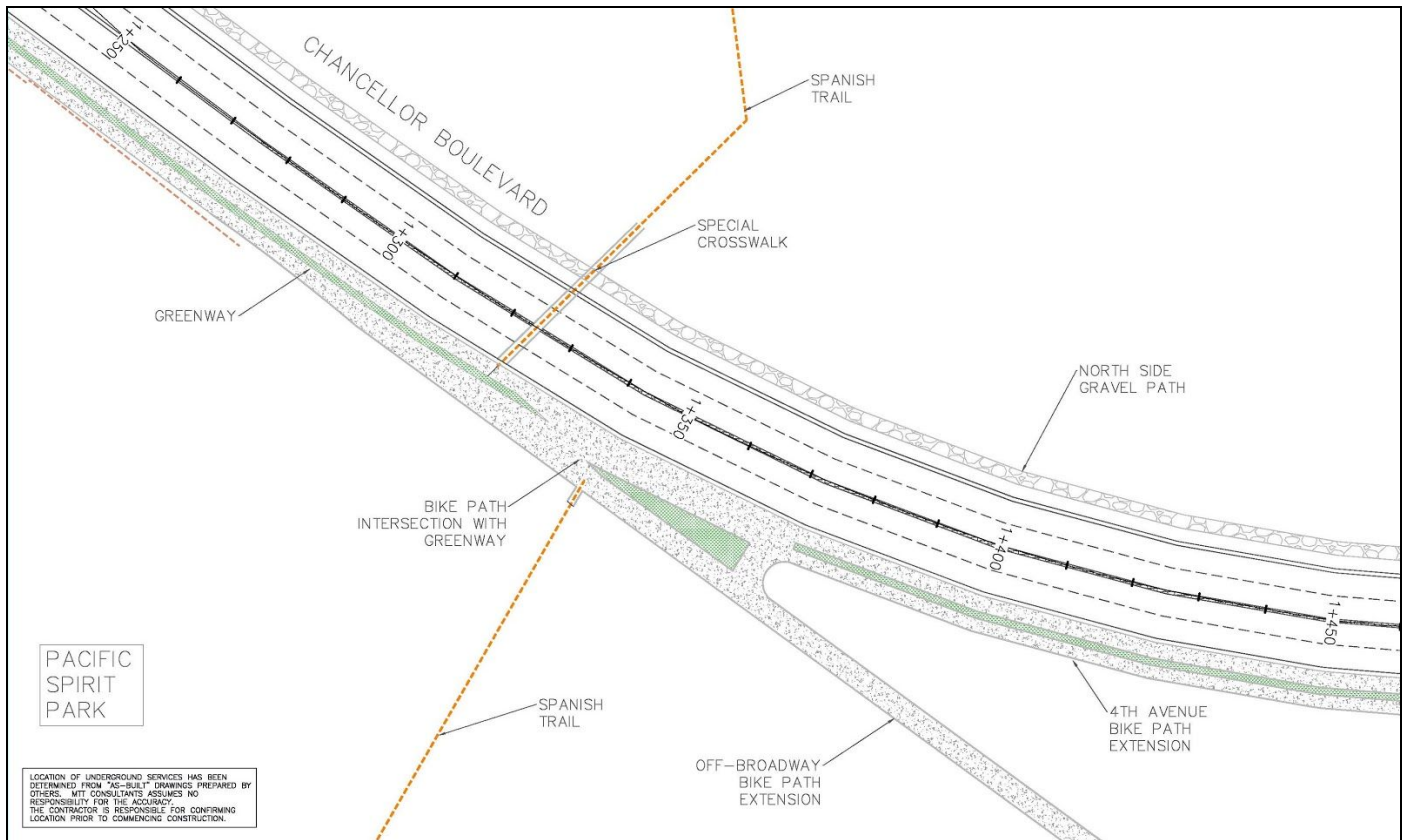 1+250
CHANCELLOR BOULEVARD
SPANISH
TRAIL
1+300
SPECIAL
CROSSWALK
GREENWAY
NORTH SIDE
GRAVEL PATH
1+350
BIKE PATH
INTERSECTION WITH
GREENWAY
1+400
1+450
PACIFIC
SPIRIT
PARK
SPANISH
TRAIL
4TH AVENUE
BIKE PATH
EXTENSION
OFF-BROADWAY
BIKE PATH
EXTENSION
LOCATION OF UNDERGROUND SERVICES HAS BEEN
DETERMINED FROM "AS-BUILT" DRAWINGS PREPARED BY
OTHERS. MTT CONSULTANTS ASSUMES NO
RESPONSIBILITY FOR THE ACCURACY.
THE CONTRACTOR IS RESPONSIBLE FOR CONFIRMING
LOCATION PRIOR TO COMMENCING CONSTRUCTION.